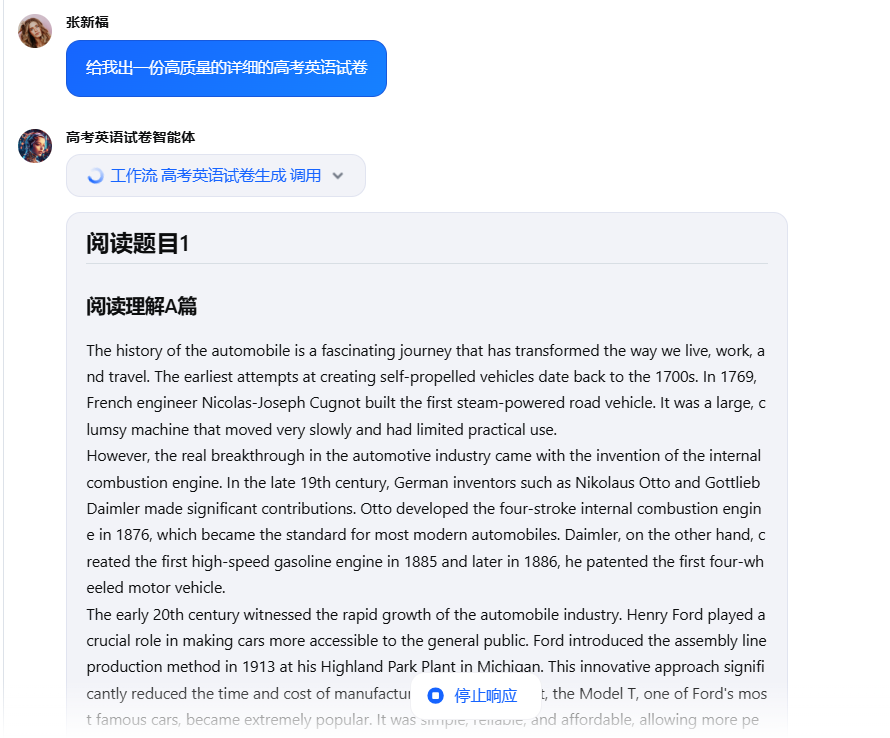 张新福
给我出一份高质量的详细的高考英语试卷
高考英语试卷智能体
工作流 高考英语试卷生成 调用
阅读题目1
阅读理解A篇
The history of the automobile is a fascinating journey that has transformed the way we live, work, a
nd travel. The earliest attempts at creating self-propelled vehicles date back to the 1700s. In 1769,
French engineer Nicolas-Joseph Cugnot built the first steam-powered road vehicle. It was a large, c
lumsy machine that moved very slowly and had limited practical use.
However, the real breakthrough in the automotive industry came with the invention of the internal
combustion engine. In the late 19th century, German inventors such as Nikolaus Otto and Gottlieb
Daimler made significant contributions. Otto developed the four-stroke internal combustion engin
e in 1876, which became the standard for most modern automobiles. Daimler, on the other hand, c
reated the first high-speed gasoline engine in 1885 and later in 1886, he patented the first four-wh
eeled motor vehicle.
The early 20th century witnessed the rapid growth of the automobile industry. Henry Ford played a
crucial role in making cars more accessible to the general public. Ford introduced the assembly line
production method in 1913 at his Highland Park Plant in Michigan. This innovative approach signifi
cantly reduced the time and cost of manufactur 停止响应 t, the Model T, one of Ford's mos
t famous cars, became extremely popular. It was simple, reliable, and affordable, allowing more pe